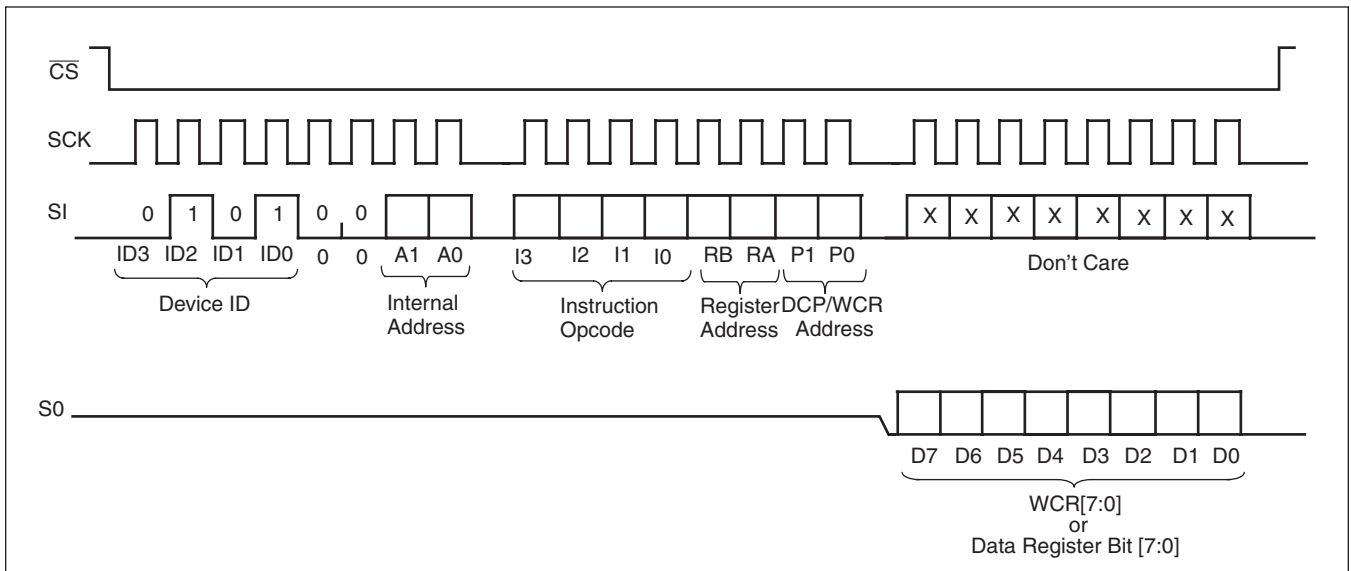 CS
SCK
SI 0 1 0 1 0 0 X X X X X X X X
ID3 ID2 ID1 ID0 0 0 A1 A0 I3 I2 I1 I0 RB RA P1 P0 Don't Care
Device ID Internal Address Instruction Opcode Register Address DCP/WCR Address
S0
D7 D6 D5 D4 D3 D2 D1 D0
WCR[7:0]
or
Data Register Bit [7:0]